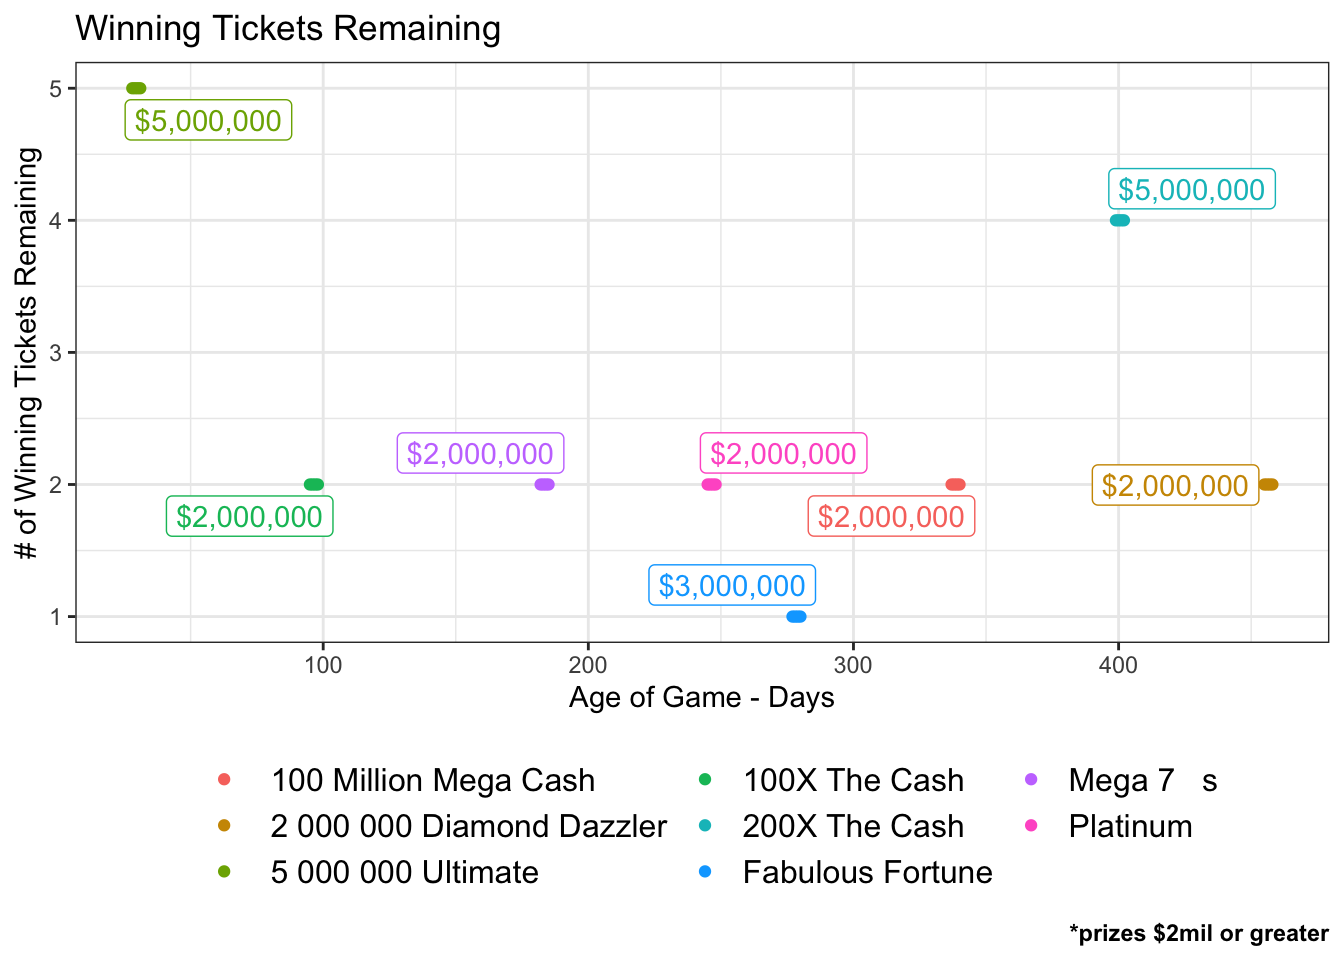 Winning Tickets Remaining
# of Winning Tickets Remaining
5
4
3
2
1
$5,000,000
$5,000,000
$2,000,000
$2,000,000
$2,000,000
$2,000,000
$2,000,000
$3,000,000
100 200 300 400
Age of Game - Days
100 Million Mega Cash 100X The Cash Mega 7 s
2 000 000 Diamond Dazzler 200X The Cash Platinum
5 000 000 Ultimate Fabulous Fortune
*prizes $2mil or greater